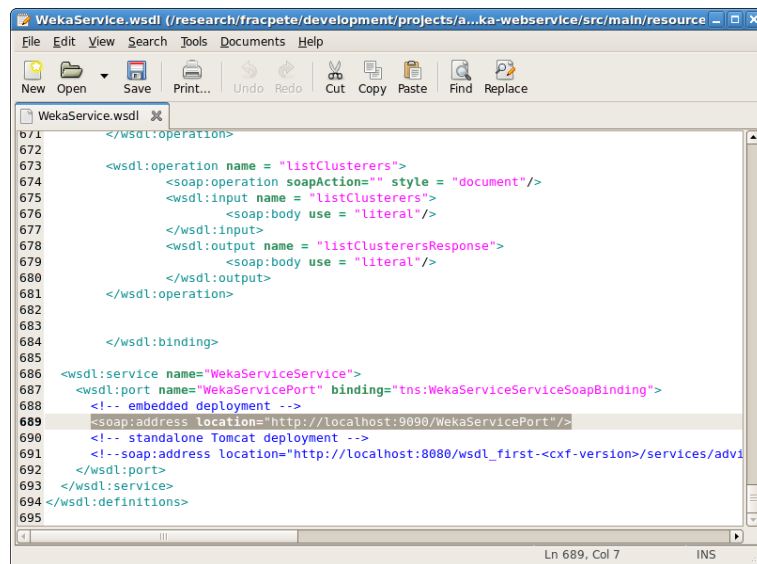 WekaService.wsdl (/research/fracpete/development/projects/a...ka-webservice/src/main/resource
File Edit View Search Tools Documents Help
New Open Save Print... Undo Redo Cut Copy Paste Find Replace
WekaService.wsdl
671 </wsdl:operation>
672
673 <wsdl:operation name = "listClusterers">
674 <soap:operation soapAction="" style = "document"/>
675 <wsdl:input name = "listClusterers">
676 <soap:body use = "literal"/>
677 </wsdl:input>
678 <wsdl:output name = "listClusterersResponse">
679 <soap:body use = "literal"/>
680 </wsdl:output>
681 </wsdl:operation>
682
683
684 </wsdl:binding>
685
686 <wsdl:service name="WekaServiceService">
687 <wsdl:port name="WekaServicePort" binding="tns:WekaServiceServiceSoapBinding">
688 <!-- embedded deployment -->
689 <soap:address location="http://localhost:9090/WekaServicePort"/>
690 <!-- standalone Tomcat deployment -->
691 <!--soap:address location="http://localhost:8080/wsdl_first-<cxf-version>/services/advi
692 </wsdl:port>
693 </wsdl:service>
694 </wsdl:definitions>
695
Ln 689, Col 7 INS